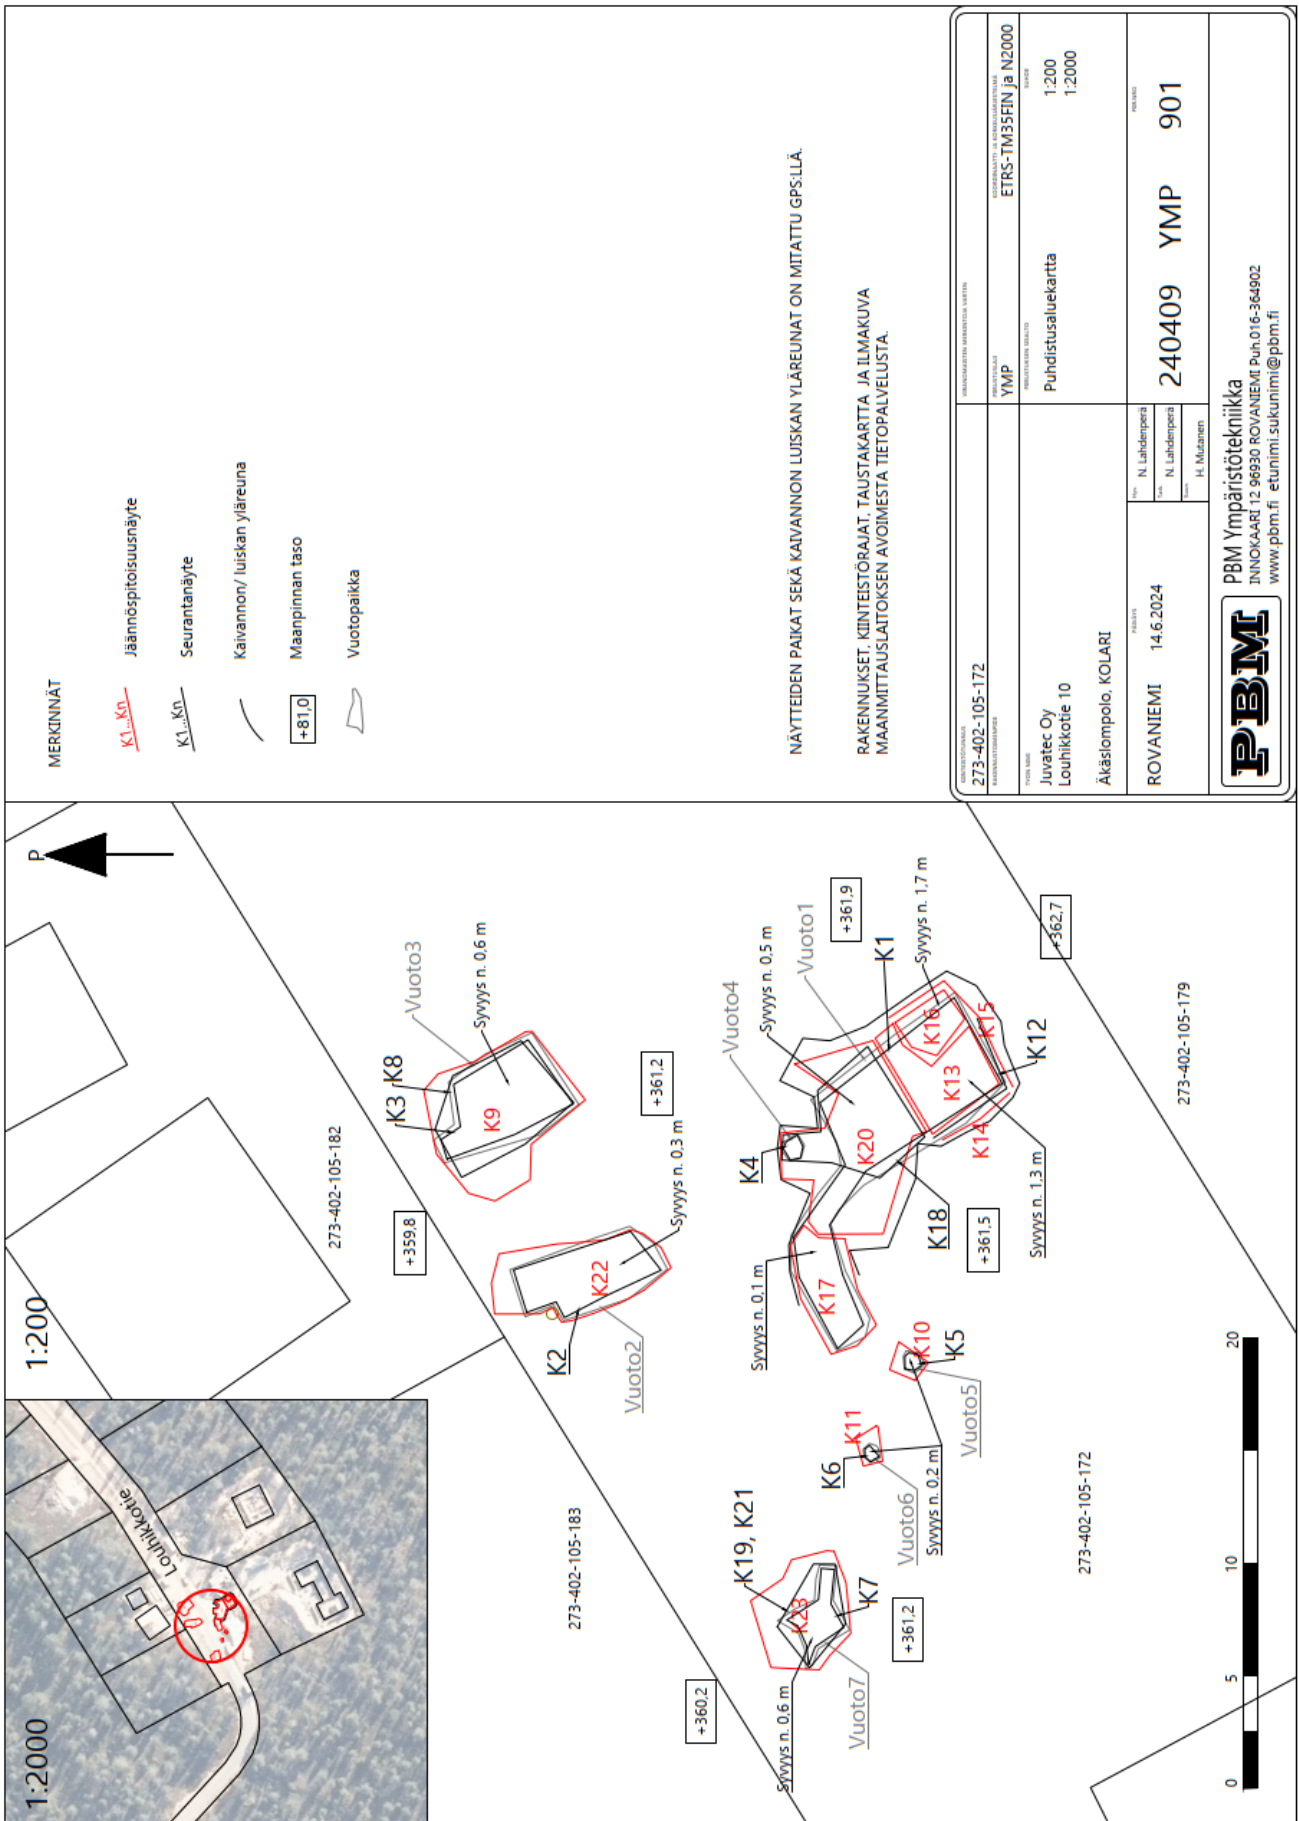 1:2000
Louhikkotie
1:200
P
273-402-105-182
273-402-105-183
+359,8
+360,2
K3
K8
K9
Vuoto3
Syvyys n. 0,6 m
+361,2
K2
K22
Vuoto2
Syvyys n. 0,3 m
K4
Vuoto4
Syvyys n. 0,5 m
Vuoto1
+361,9
K1
Syvyys n. 1,7 m
+362,7
K16
K15
K13
K12
K14
K20
K18
+361,5
Syvyys n. 1,3 m
273-402-105-179
Syvyys n. 0,1 m
K17
K10
K5
Vuoto5
K11
K6
Vuoto6
Syvyys n. 0,2 m
K19, K21
K23
K7
+361,2
Syvyys n. 0,6 m
Vuoto7
273-402-105-172
0
5
10
20
MERKINNÄT
K1...Kn
Jäännöspitoisuusnäyte
K1...Kn
Seurantanäyte
Kaivannon/ luiskan yläreuna
+81,0
Maanpinnan taso
Vuotopaikka
NÄYTTEIDEN PAIKAT SEKÄ KAIVANNON LUISKAN YLÄREUNAT ON MITATTU GPS:LLÄ.
RAKENNUKSET, KIINTEISTÖRAJAT, TAUSTAKARTTA JA ILMAKUVA
MAANMITTAUSLAITOKSEN AVOIMESTA TIETOPALVELUSTA.
273-402-105-172
YMP
ETRS-TM35FIN ja N2000
Juvatec Oy
Louhikkotie 10
Äkäslompolo, KOLARI
Puhdistusaluekartta
1:200
1:2000
ROVANIEMI
14.6.2024
N. Lahdenperä
N. Lahdenperä
H. Mutanen
240409 YMP 901
PBM
PBM Ympäristötekniikka
INNOKAARI 12 96930 ROVANIEMI Puh.016-364902
www.pbm.fi etunimi.sukunimi@pbm.fi